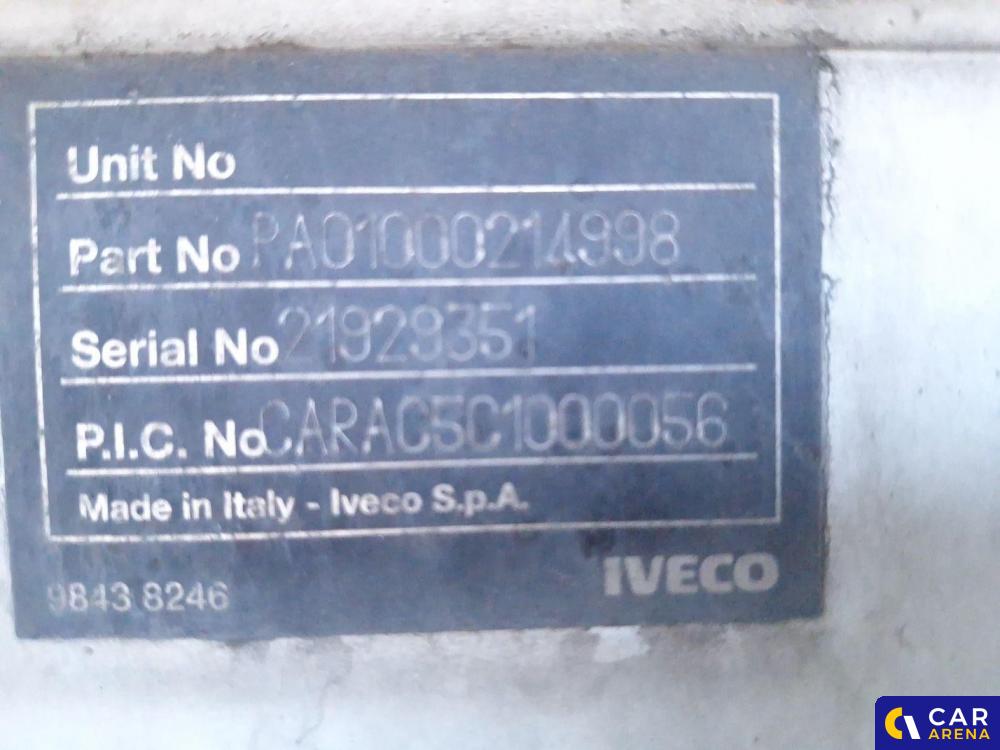 Unit No
Part No PA01000214998
Serial No 21929351
P.I.C. No CARAC5C1000056
Made in Italy - Iveco S.p.A.
IVECO
9843 8246
CAR
ARENA